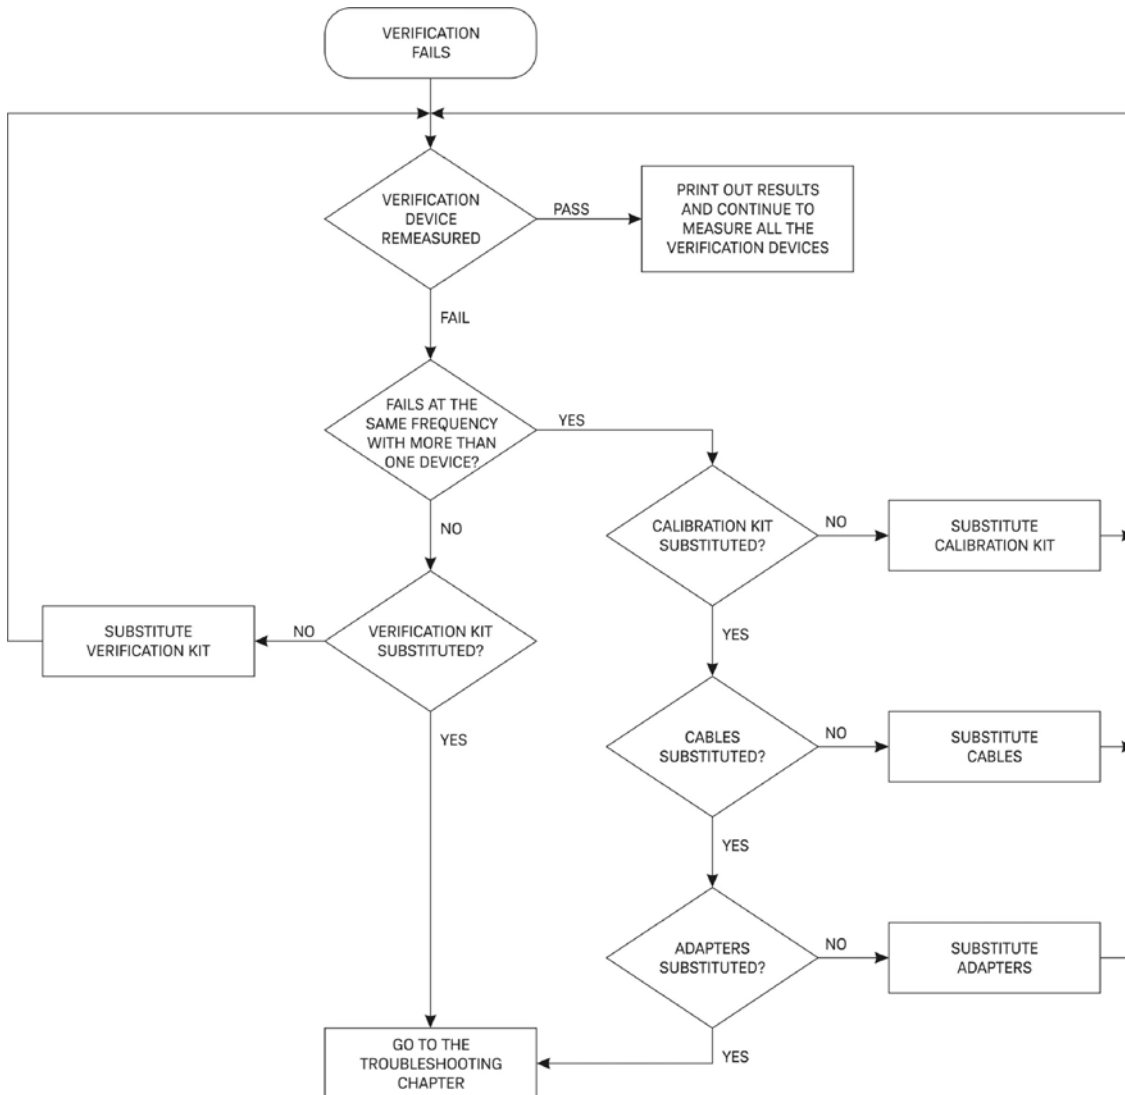 VERIFICATION
FAILS
VERIFICATION
DEVICE
REMEASURED
PASS
PRINT OUT RESULTS
AND CONTINUE TO
MEASURE ALL THE
VERIFICATION DEVICES
FAIL
FAILS AT THE
SAME FREQUENCY
WITH MORE THAN
ONE DEVICE?
YES
NO
CALIBRATION KIT
SUBSTITUTED?
NO
SUBSTITUTE
CALIBRATION KIT
YES
SUBSTITUTE
VERIFICATION KIT
NO
VERIFICATION KIT
SUBSTITUTED?
YES
CABLES
SUBSTITUTED?
NO
SUBSTITUTE
CABLES
YES
ADAPTERS
SUBSTITUTED?
NO
SUBSTITUTE
ADAPTERS
YES
GO TO THE
TROUBLESHOOTING
CHAPTER